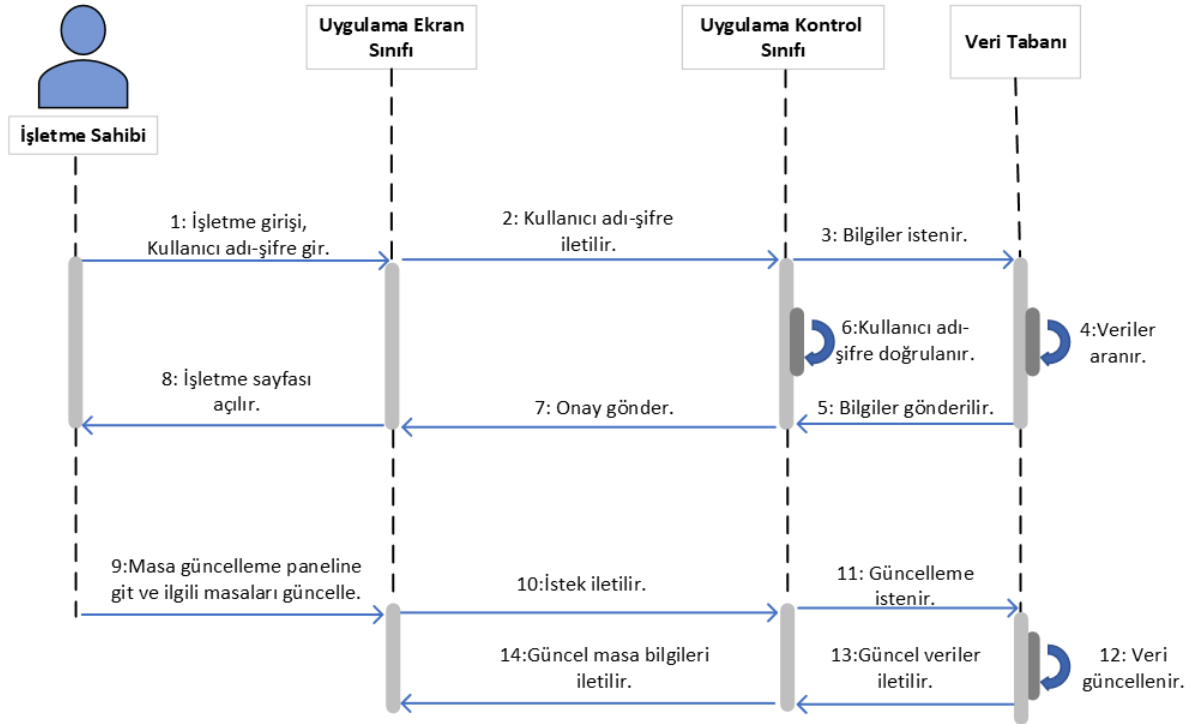 İşletme Sahibi
Uygulama Ekran
Sınıfı
Uygulama Kontrol
Sınıfı
Veri Tabanı
1: İşletme girişi,
Kullanıcı adı-şifre gir.
2: Kullanıcı adı-şifre
iletilir.
3: Bilgiler istenir.
4:Veriler
aranır.
5: Bilgiler gönderilir.
6:Kullanıcı adı-
şifre doğrulanır.
7: Onay gönder.
8: İşletme sayfası
açılır.
9:Masa güncelleme paneline
git ve ilgili masaları güncelle.
10:İstek iletilir.
11: Güncelleme
istenir.
12: Veri
güncellenir.
13:Güncel veriler
iletilir.
14:Güncel masa bilgileri
iletilir.